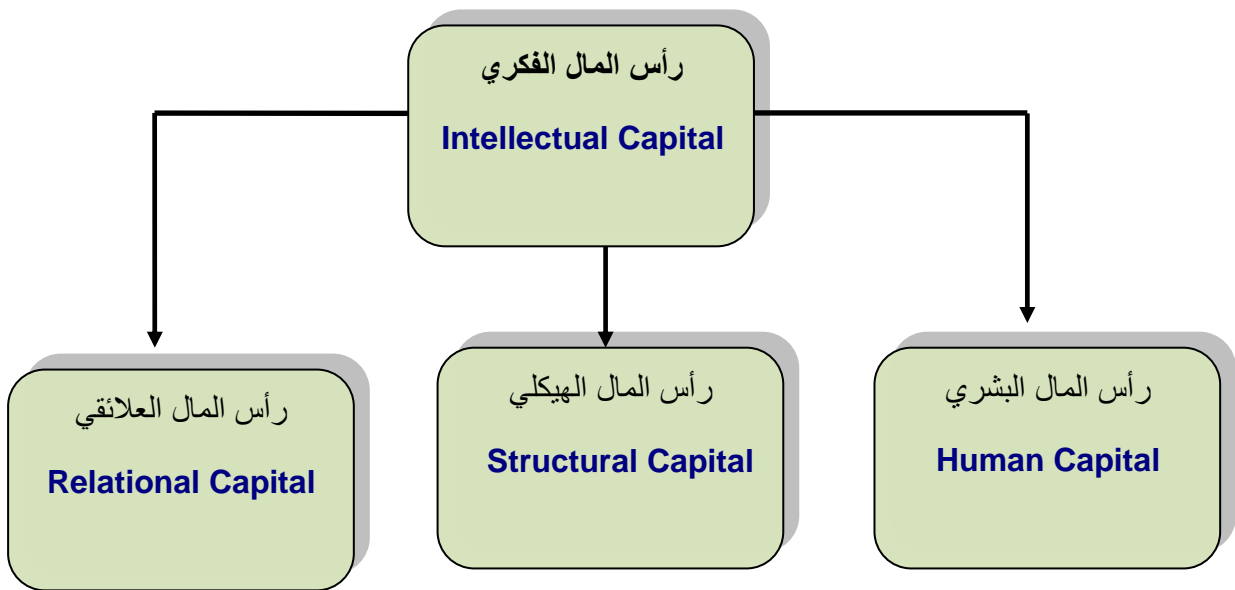 رأس المال الفكري
Intellectual Capital
رأس المال البشري
Human Capital
رأس المال الهيكلي
Structural Capital
رأس المال العلائقي
Relational Capital